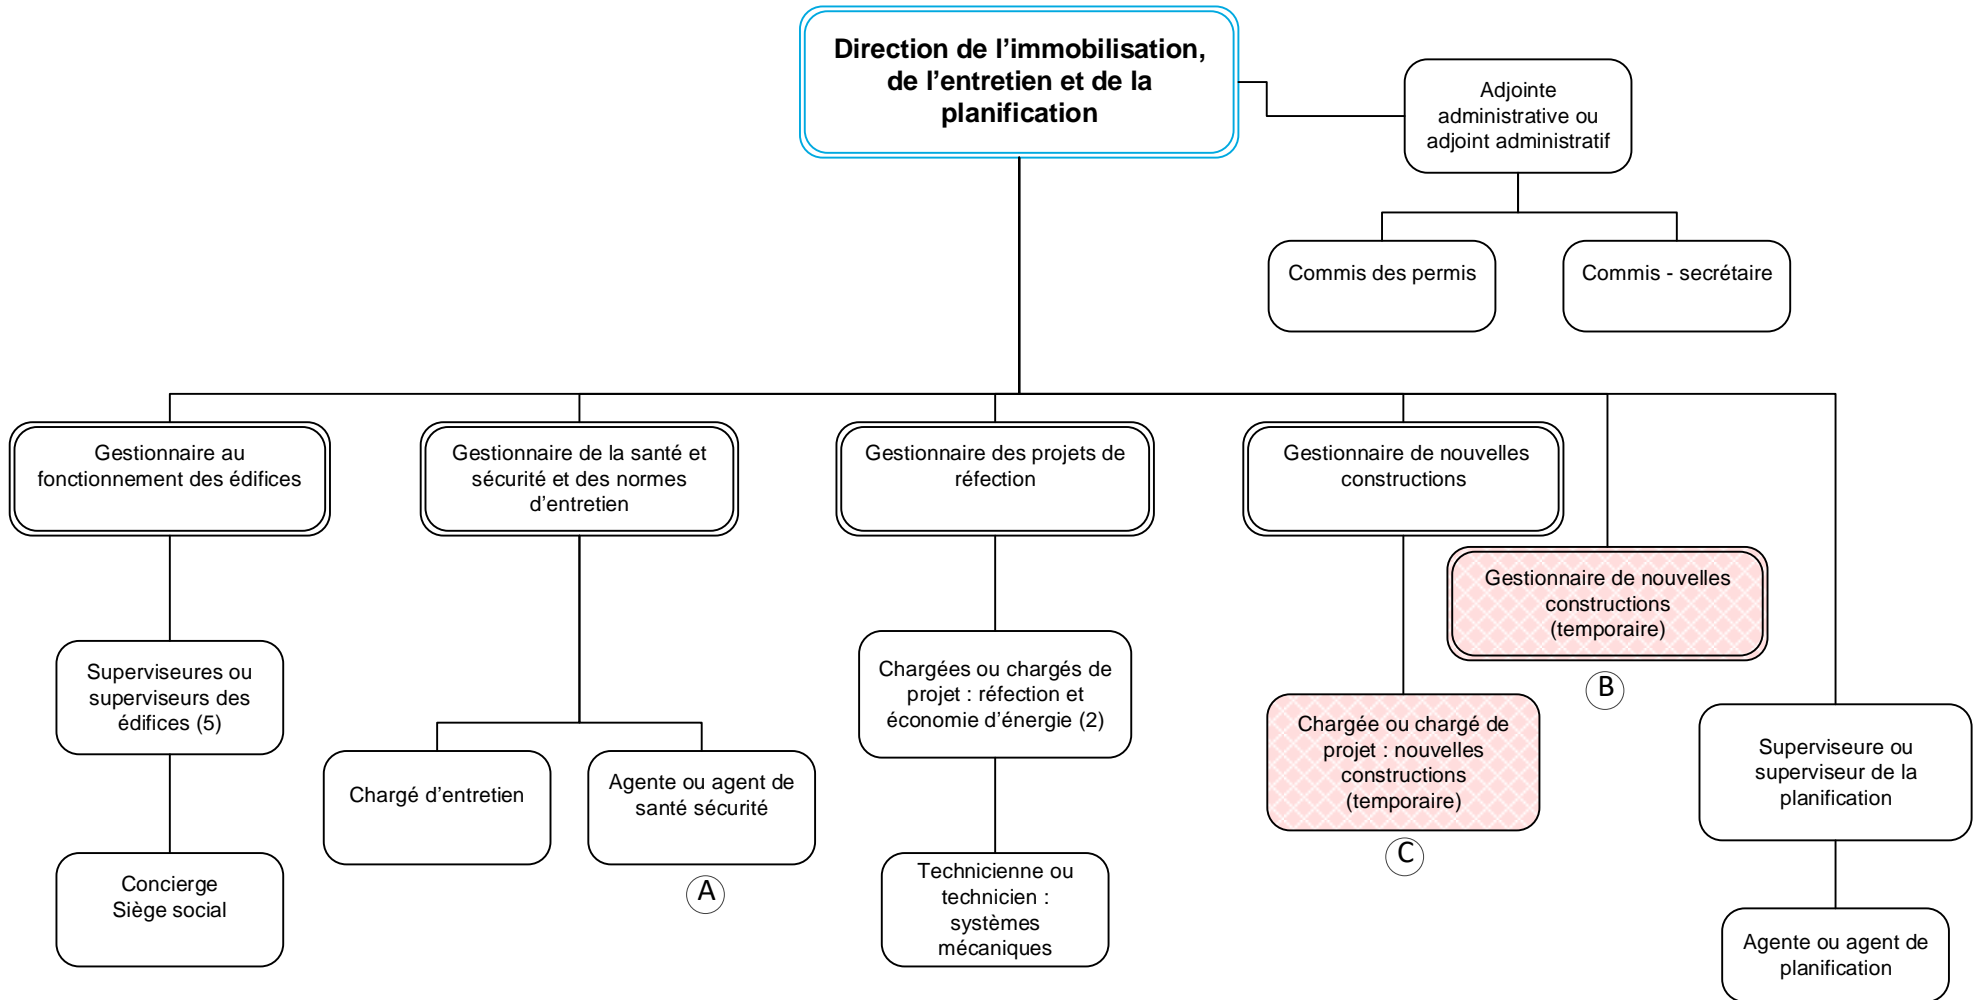 Direction de l’immobilisation,
de l’entretien et de la
planification
Adjointe
administrative ou
adjoint administratif
Commis des permis
Commis - secrétaire
Gestionnaire au
fonctionnement des édifices
Gestionnaire de la santé et
sécurité et des normes
d’entretien
Gestionnaire des projets de
réfection
Gestionnaire de nouvelles
constructions
Gestionnaire de nouvelles
constructions
(temporaire)
B
Superviseures ou
superviseurs des
édifices (5)
Chargées ou chargés de
projet : réfection et
économie d’énergie (2)
Chargée ou chargé de
projet : nouvelles
constructions
(temporaire)
C
Superviseure ou
superviseur de la
planification
Chargé d’entretien
Agente ou agent de
santé sécurité
A
Concierge
Siège social
Technicienne ou
technicien :
systèmes
mécaniques
Agente ou agent de
planification